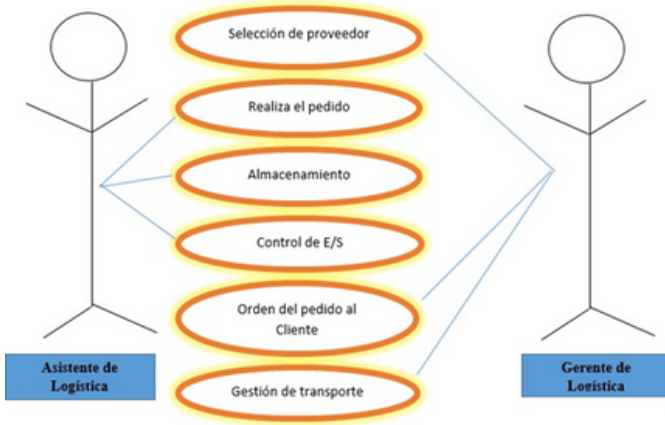 Selección de proveedor
Realiza el pedido
Almacenamiento
Control de E/S
Orden del pedido al
Cliente
Gestión de transporte
Asistente de
Logística
Gerente de
Logística